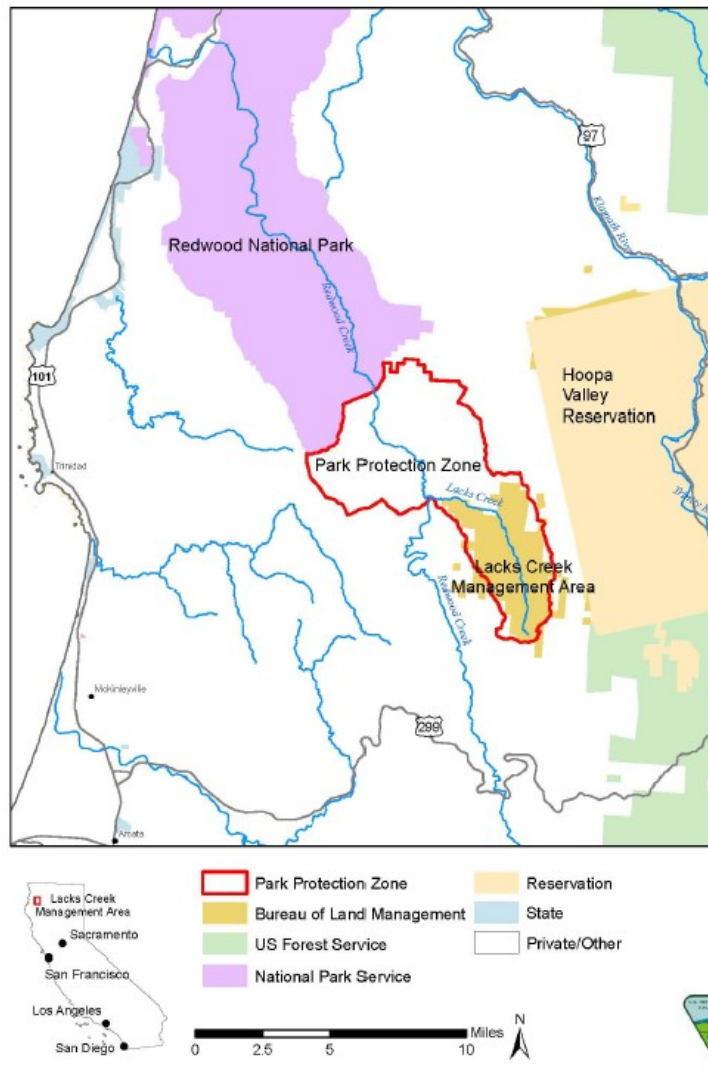 97
Klamath River
Redwood National Park
Redwood Creek
101
Hoopa
Valley
Reservation
Park Protection Zone
Trinidad
Lacks Creek
Lacks Creek
Management Area
Redwood Creek
McKinleyville
299
Arcata
Lacks Creek
Management Area
Sacramento
San Francisco
Los Angeles
San Diego
Park Protection Zone
Bureau of Land Management
US Forest Service
National Park Service
Reservation
State
Private/Other
Miles
0 2.5 5 10
N